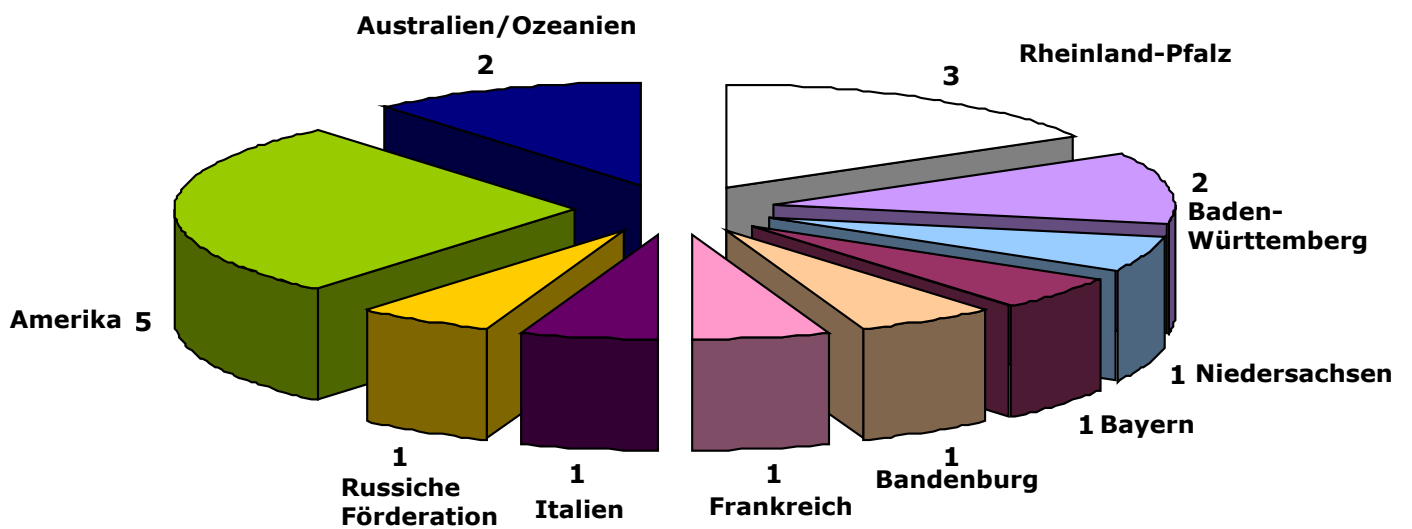 Australien/Ozeanien
2
Rheinland-Pfalz
3
2
Baden-
Württemberg
1 Niedersachsen
1 Bayern
1
Bandenburg
1
Frankreich
1
Italien
1
Russiche
Förderation
Amerika 5